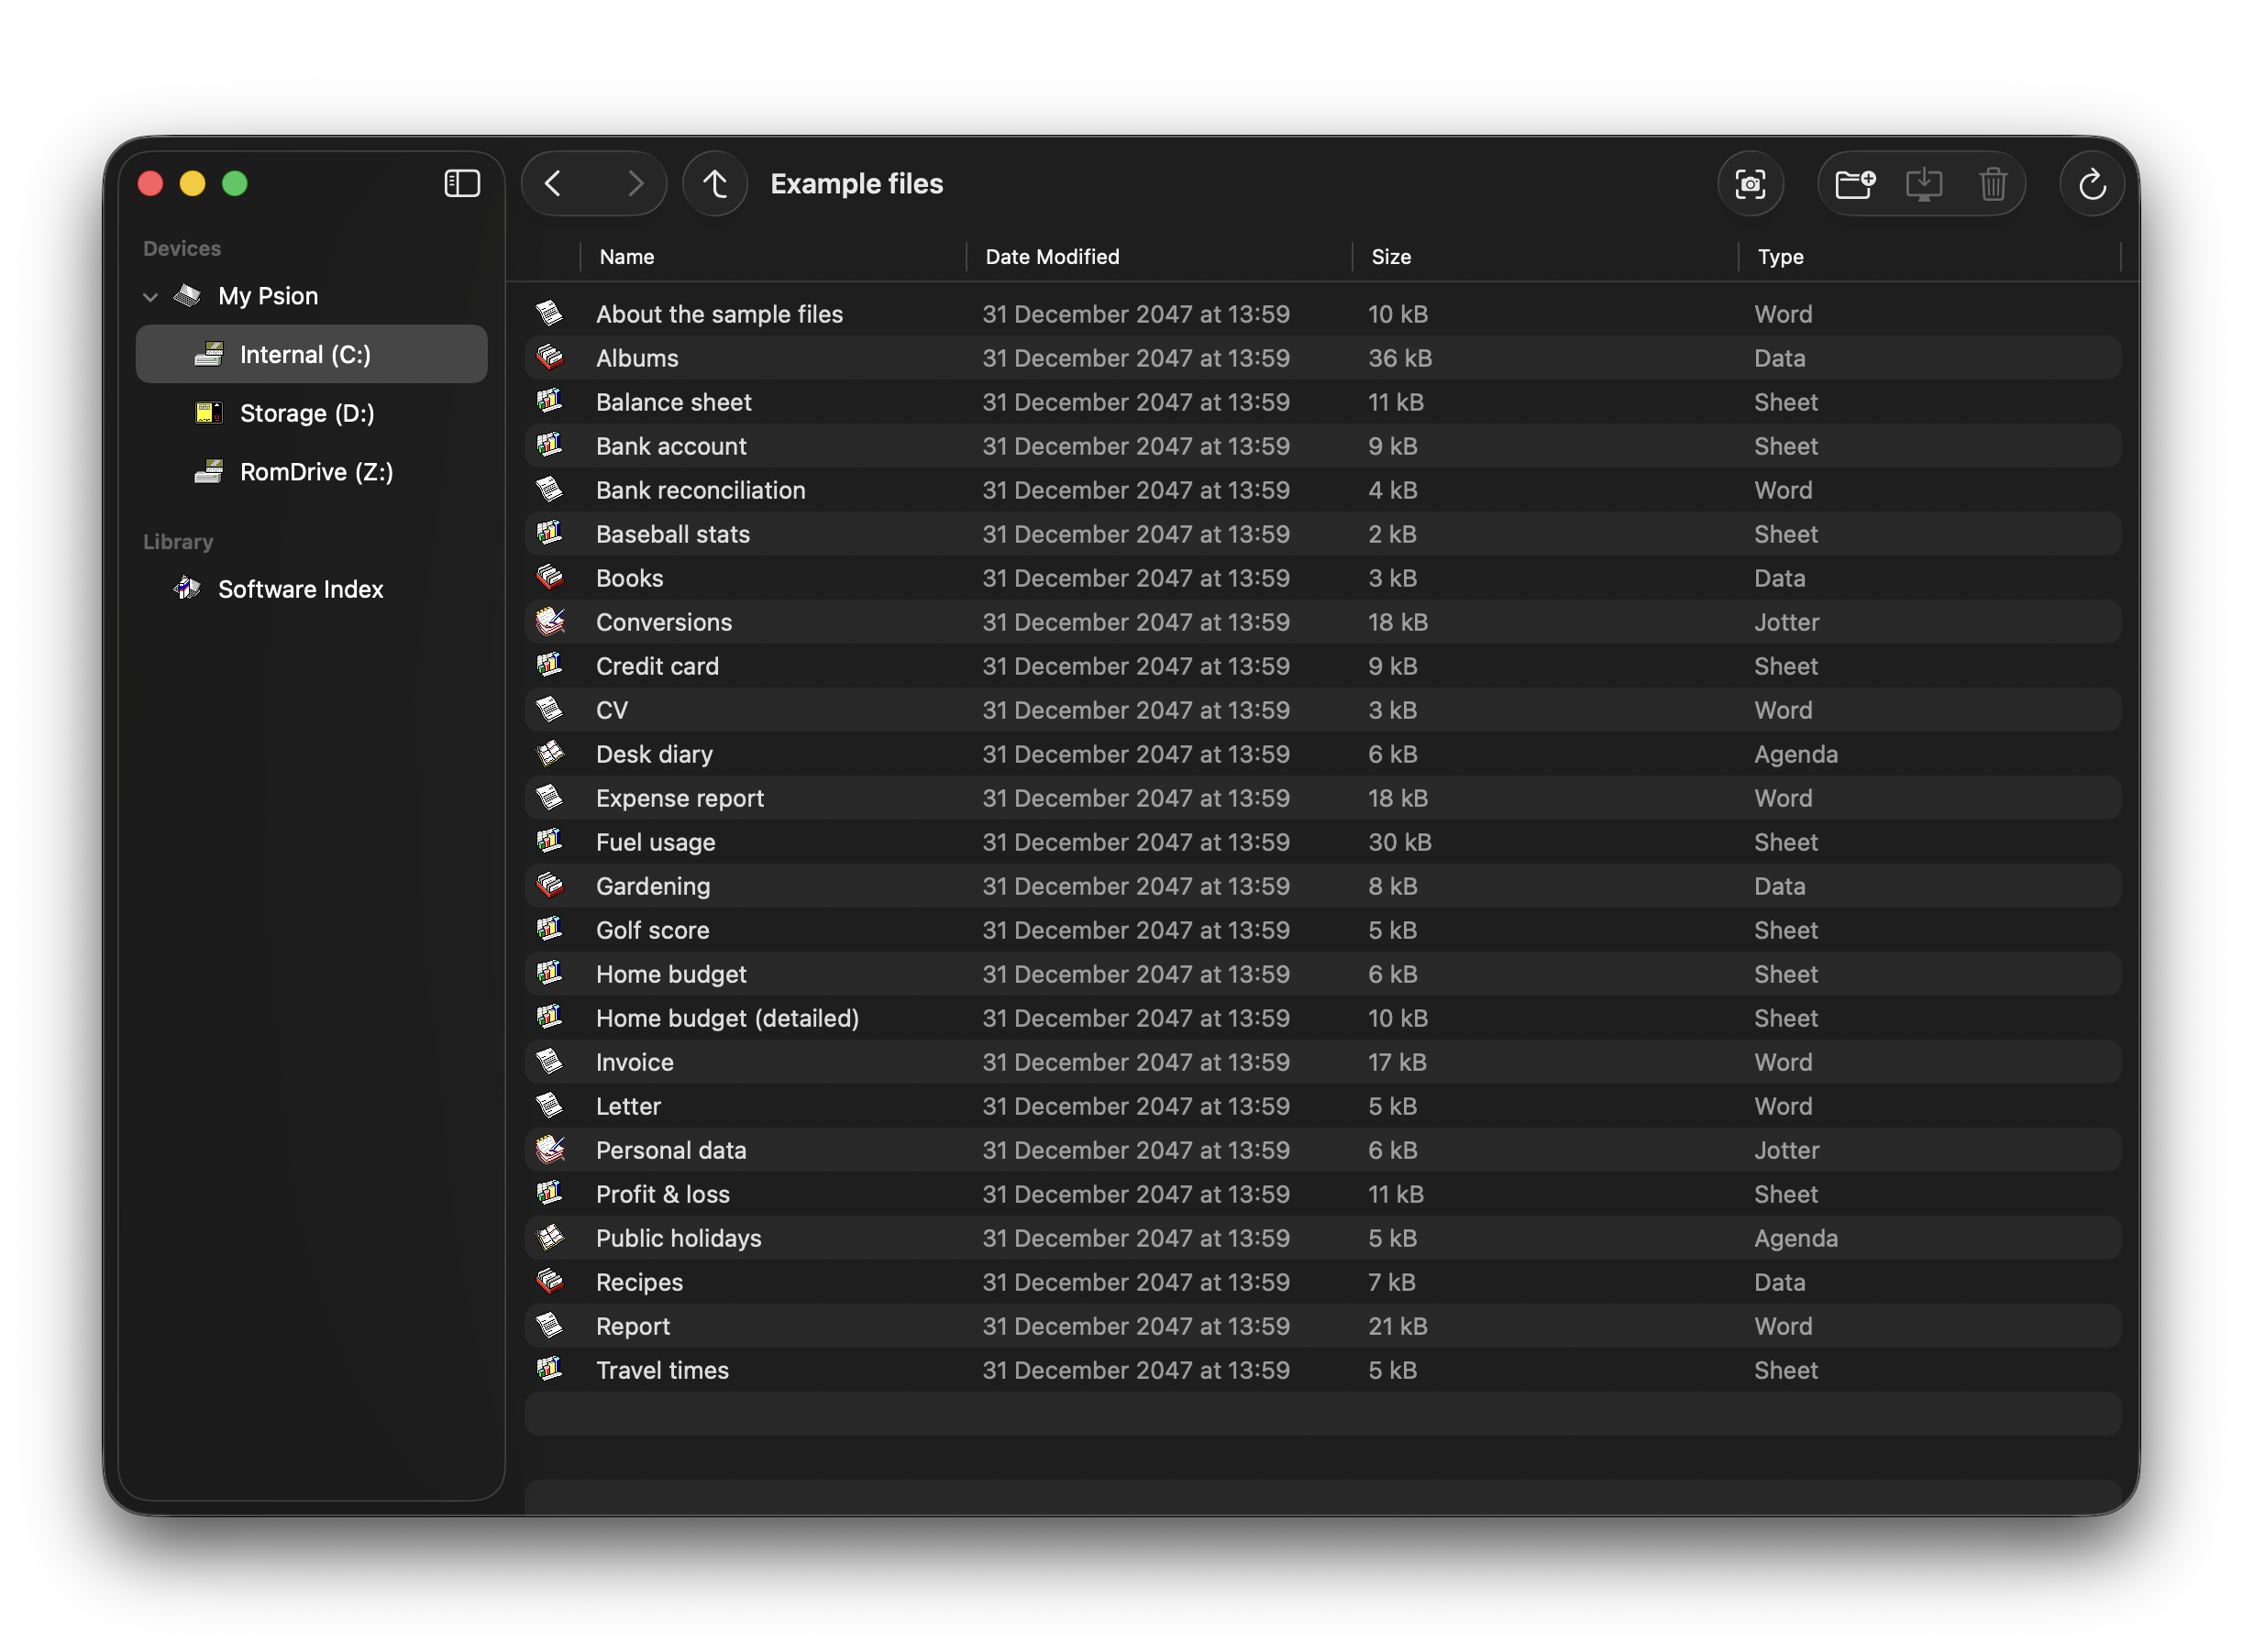 Example files
Devices
My Psion
Internal (C:)
Storage (D:)
RomDrive (Z:)
Library
Software Index
Name Date Modified Size Type
About the sample files 31 December 2047 at 13:59 10 kB Word
Albums 31 December 2047 at 13:59 36 kB Data
Balance sheet 31 December 2047 at 13:59 11 kB Sheet
Bank account 31 December 2047 at 13:59 9 kB Sheet
Bank reconciliation 31 December 2047 at 13:59 4 kB Word
Baseball stats 31 December 2047 at 13:59 2 kB Sheet
Books 31 December 2047 at 13:59 3 kB Data
Conversions 31 December 2047 at 13:59 18 kB Jotter
Credit card 31 December 2047 at 13:59 9 kB Sheet
CV 31 December 2047 at 13:59 3 kB Word
Desk diary 31 December 2047 at 13:59 6 kB Agenda
Expense report 31 December 2047 at 13:59 18 kB Word
Fuel usage 31 December 2047 at 13:59 30 kB Sheet
Gardening 31 December 2047 at 13:59 8 kB Data
Golf score 31 December 2047 at 13:59 5 kB Sheet
Home budget 31 December 2047 at 13:59 6 kB Sheet
Home budget (detailed) 31 December 2047 at 13:59 10 kB Sheet
Invoice 31 December 2047 at 13:59 17 kB Word
Letter 31 December 2047 at 13:59 5 kB Word
Personal data 31 December 2047 at 13:59 6 kB Jotter
Profit & loss 31 December 2047 at 13:59 11 kB Sheet
Public holidays 31 December 2047 at 13:59 5 kB Agenda
Recipes 31 December 2047 at 13:59 7 kB Data
Report 31 December 2047 at 13:59 21 kB Word
Travel times 31 December 2047 at 13:59 5 kB Sheet